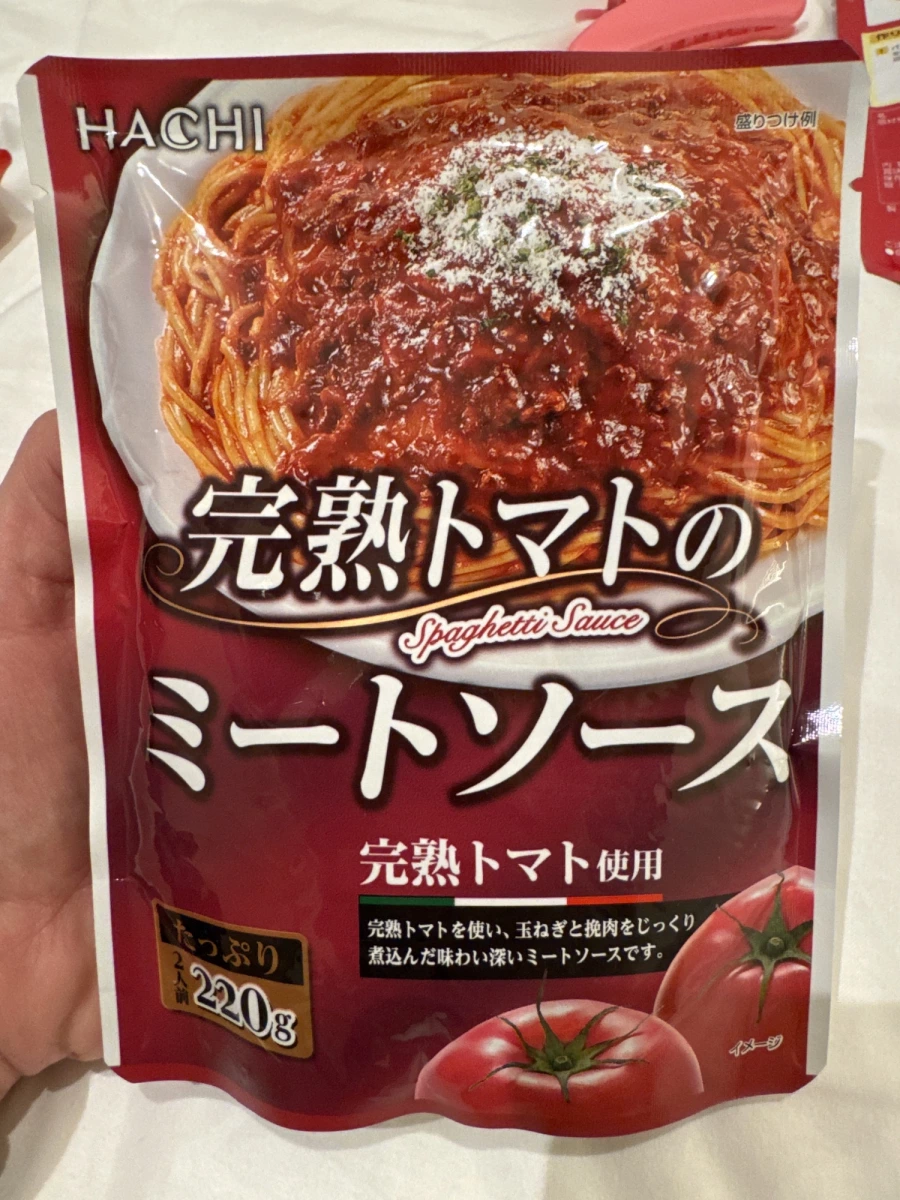 HACHI
盛りつけ例
完熟トマトの
Spaghetti Sauce
ミートソース
完熟トマト使用
完熟トマトを使い、玉ねぎと挽肉をじっくり
煮込んだ味わい深いミートソースです。
たっぷり
2人前
220g
イメージ